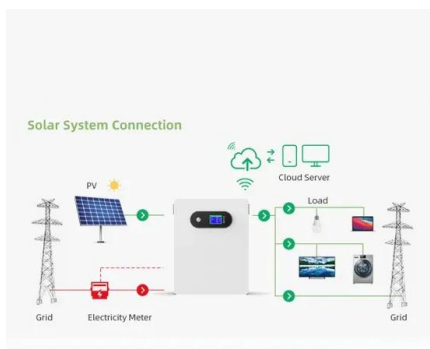 Solar System Connection
Cloud Server
PV
Load
Grid
Electricity Meter
Grid